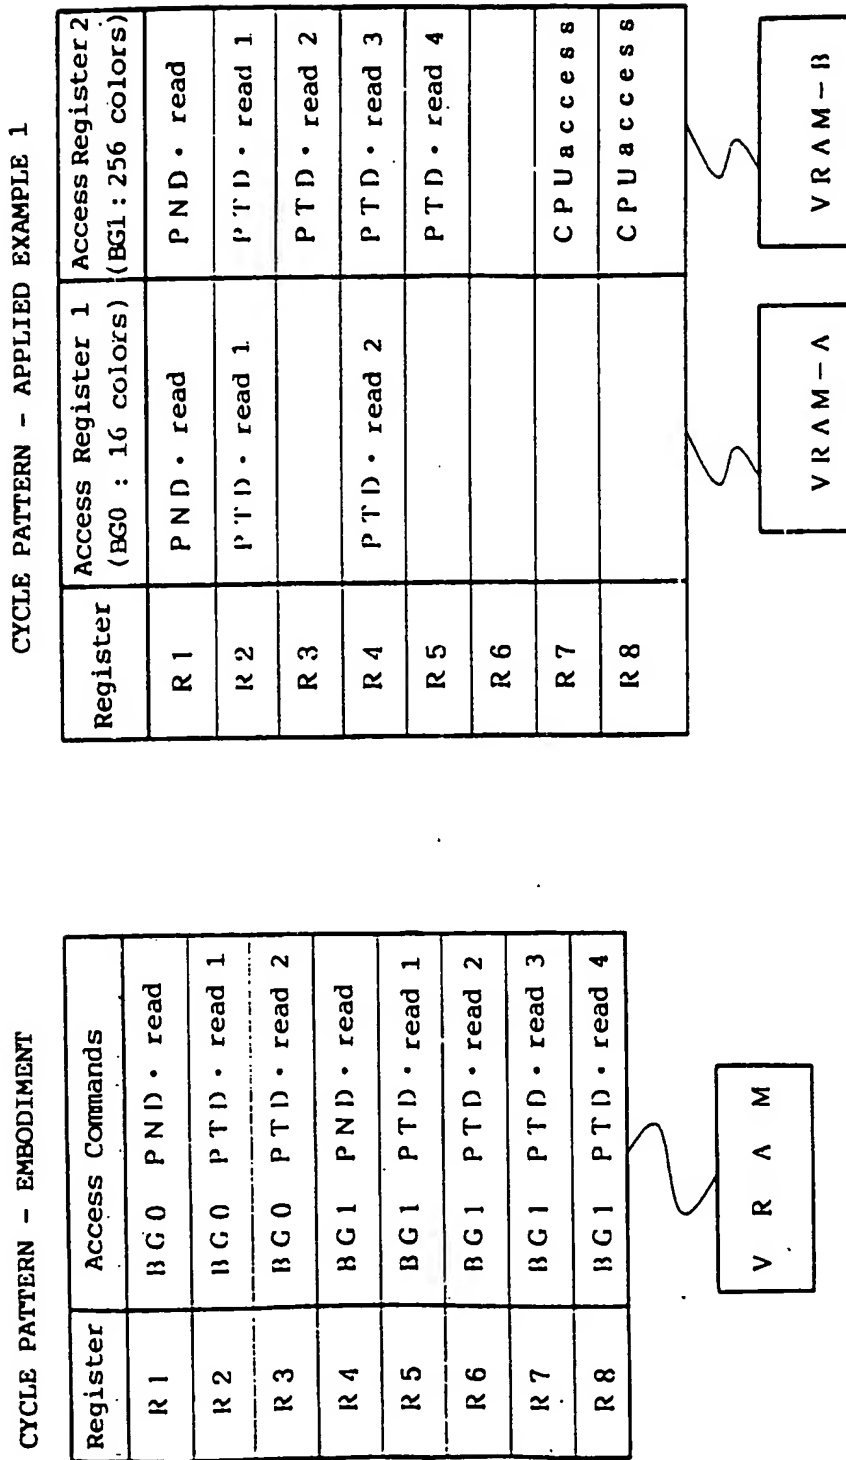 CYCLE PATTERN - EMBODIMENT
Register Access Commands
R1 BG0 PND・read
R2 BG0 PTD・read 1
R3 BG0 PTD・read 2
R4 BG1 PND・read
R5 BG1 PTD・read 1
R6 BG1 PTD・read 2
R7 BG1 PTD・read 3
R8 BG1 PTD・read 4
VRAM
CYCLE PATTERN - APPLIED EXAMPLE 1
Register Access Register 1 Access Register 2
(BG0 : 16 colors) (BG1:256 colors)
R1 PND・read PND・read
R2 PTD・read 1 PTD・read 1
R3 PTD・read 2
R4 PTD・read 2 PTD・read 3
R5 PTD・read 4
R6
R7 CPUaccess
R8 CPUaccess
VRAM-A VRAM-B